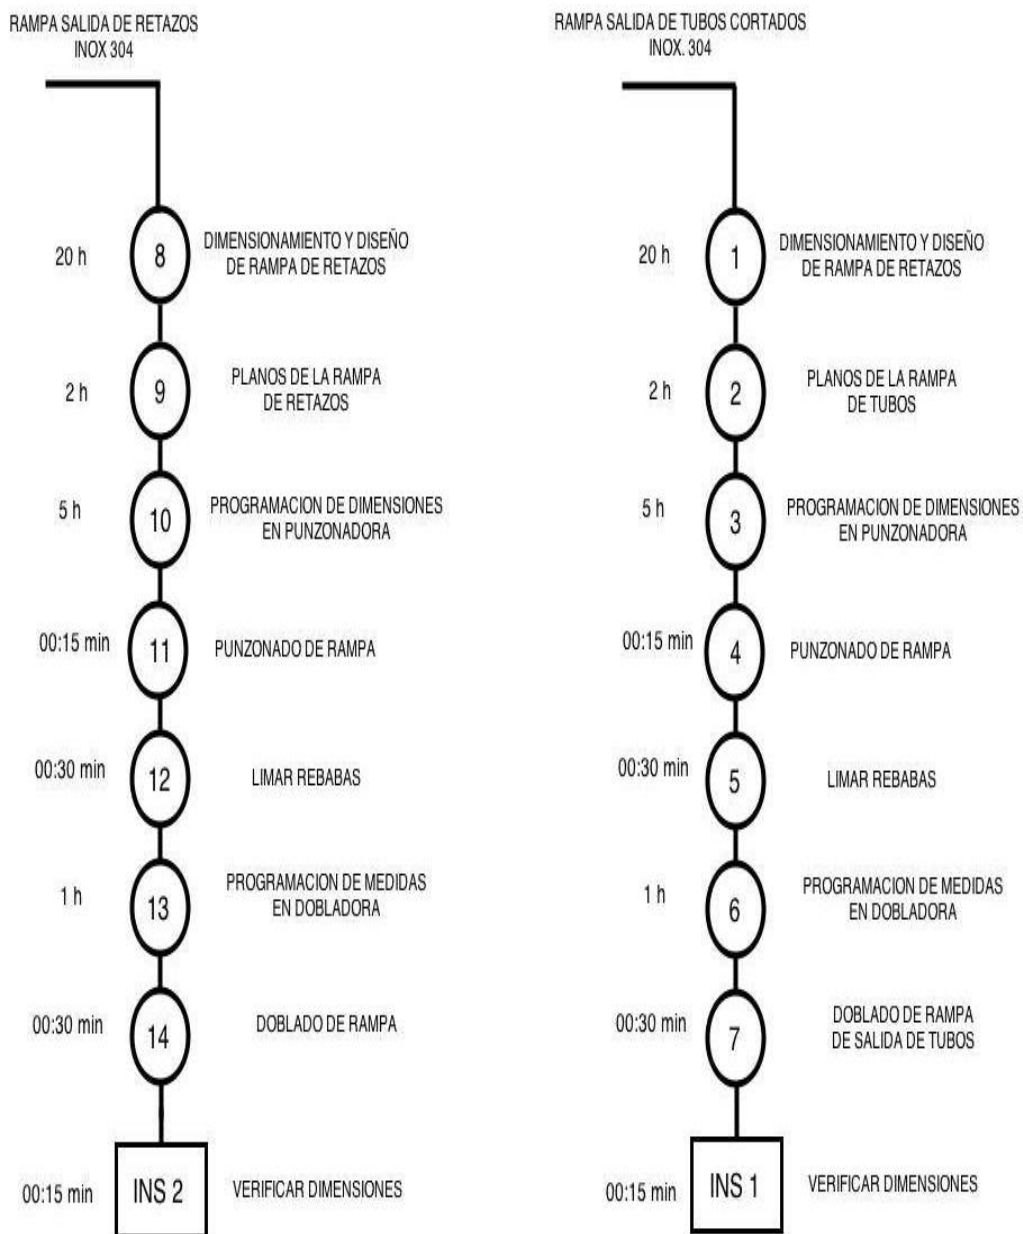 RAMPA SALIDA DE RETAZOS
INOX 304
20 h
8
DIMENSIONAMIENTO Y DISEÑO
DE RAMPA DE RETAZOS
2 h
9
PLANOS DE LA RAMPA
DE RETAZOS
5 h
10
PROGRAMACION DE DIMENSIONES
EN PUNZONADORA
00:15 min
11
PUNZONADO DE RAMPA
00:30 min
12
LIMAR REBABAS
1 h
13
PROGRAMACION DE MEDIDAS
EN DOBLADORA
00:30 min
14
DOBLADO DE RAMPA
00:15 min
INS 2
VERIFICAR DIMENSIONES
RAMPA SALIDA DE TUBOS CORTADOS
INOX. 304
20 h
1
DIMENSIONAMIENTO Y DISEÑO
DE RAMPA DE RETAZOS
2 h
2
PLANOS DE LA RAMPA
DE TUBOS
5 h
3
PROGRAMACION DE DIMENSIONES
EN PUNZONADORA
00:15 min
4
PUNZONADO DE RAMPA
00:30 min
5
LIMAR REBABAS
1 h
6
PROGRAMACION DE MEDIDAS
EN DOBLADORA
00:30 min
7
DOBLADO DE RAMPA
DE SALIDA DE TUBOS
00:15 min
INS 1
VERIFICAR DIMENSIONES